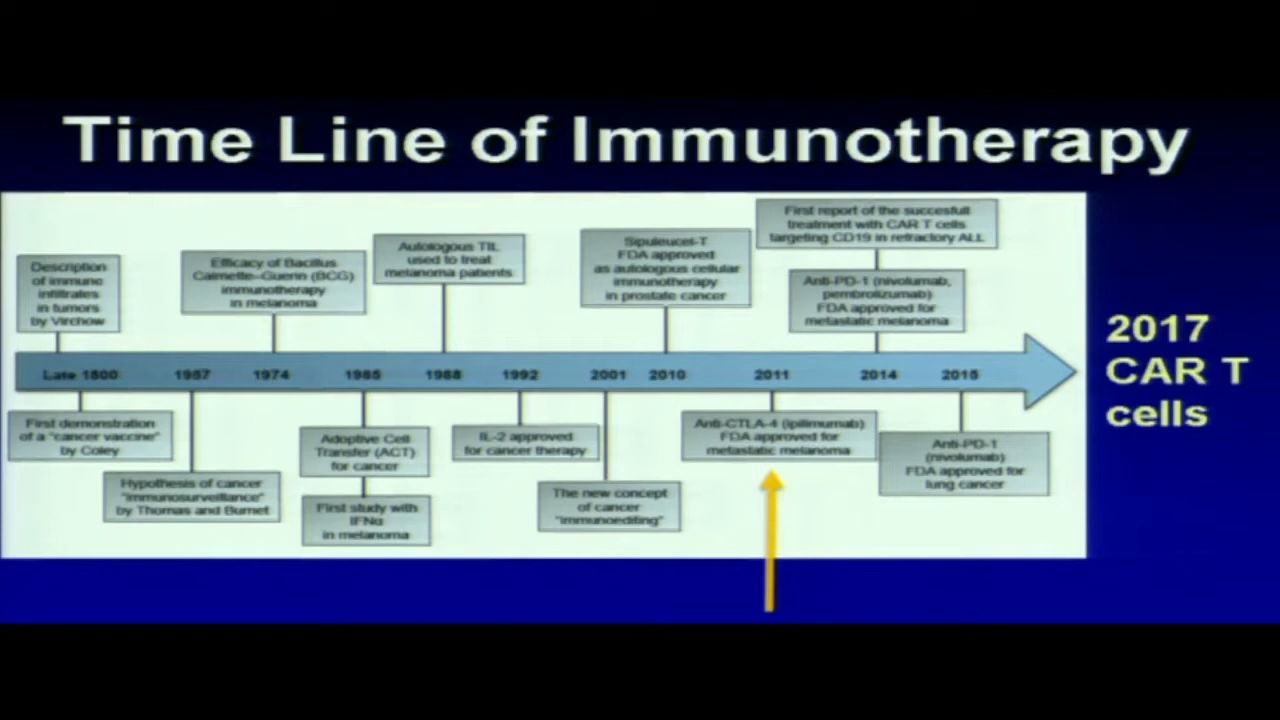 Time Line of Immunotherapy
Description
of immune
infiltrates
in tumors
by Virchow
Efficacy of Bacillus
Calmette–Guerin (BCG)
immunotherapy
in melanoma
Autologous TIL
used to treat
melanoma patients
Sipuleucel-T
FDA approved
as autologous cellular
immunotherapy
in prostate cancer
First report of the succesfull
treatment with CAR T cells
targeting CD19 in refractory ALL
Anti-PD-1 (nivolumab,
pembrolizumab)
FDA approved for
metastatic melanoma
Late 1800 1957 1974 1985 1988 1992 2001 2010 2011 2014 2015
2017
CAR T
cells
First demonstration
of a "cancer vaccine"
by Coley
Hypothesis of cancer
"immunosurveillance"
by Thomas and Burnet
Adoptive Cell
Transfer (ACT)
for cancer
First study with
IFNα
in melanoma
IL-2 approved
for cancer therapy
The new concept
of cancer
"immunoediting"
Anti-CTLA-4 (ipilimumab)
FDA approved for
metastatic melanoma
Anti-PD-1
(nivolumab)
FDA approved for
lung cancer